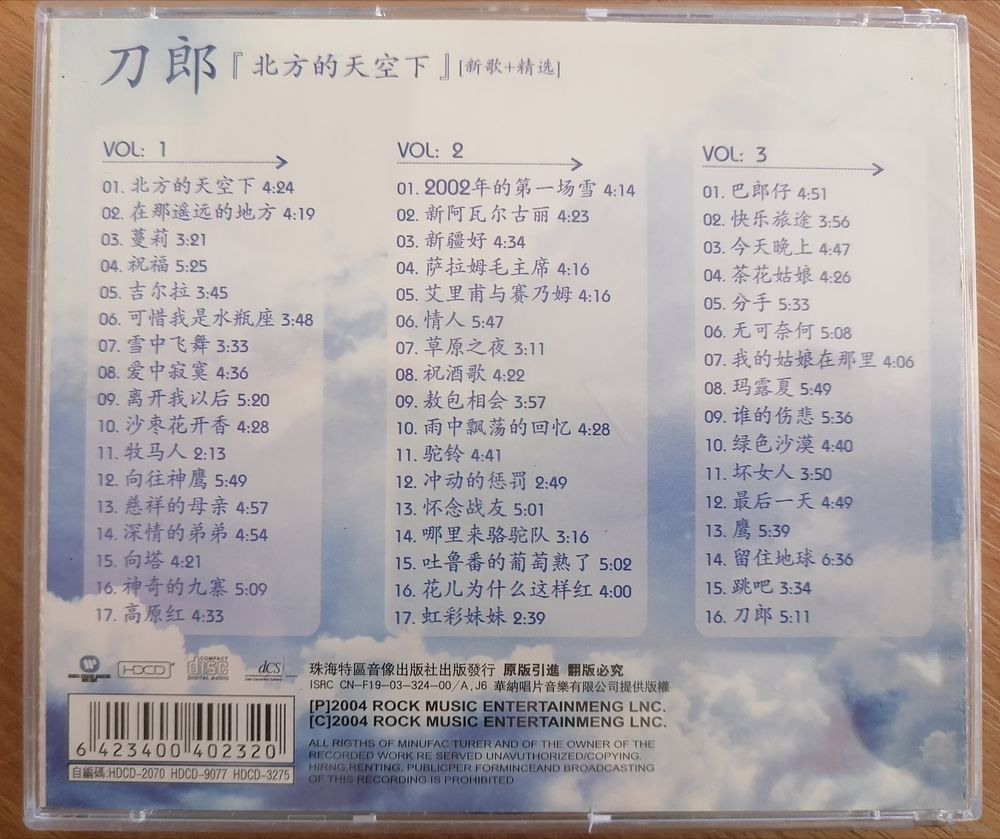 刀郎『北方的天空下』[新歌+精选]
VOL: 1
01. 北方的天空下 4:24
02. 在那遥远的地方 4:19
03. 蔓莉 3:21
04. 祝福 5:25
05. 吉尔拉 3:45
06. 可惜我是水瓶座 3:48
07. 雪中飞舞 3:33
08. 爱中寂寞 4:36
09. 离开我以后 5:20
10. 沙枣花开香 4:28
11. 牧马人 2:13
12. 向往神鹰 5:49
13. 慈祥的母亲 4:57
14. 深情的弟弟 4:54
15. 向塔 4:21
16. 神奇的九寨 5:09
17. 高原红 4:33
VOL: 2
01. 2002年的第一场雪 4:14
02. 新阿瓦尔古丽 4:23
03. 新疆好 4:34
04. 萨拉姆毛主席 4:16
05. 艾里甫与赛乃姆 4:16
06. 情人 5:47
07. 草原之夜 3:11
08. 祝酒歌 4:22
09. 敖包相会 3:57
10. 雨中飘荡的回忆 4:28
11. 驼铃 4:41
12. 冲动的惩罚 2:49
13. 怀念战友 5:01
14. 哪里来骆驼队 3:16
15. 吐鲁番的葡萄熟了 5:02
16. 花儿为什么这样红 4:00
17. 虹彩妹妹 2:39
VOL: 3
01. 巴郎仔 4:51
02. 快乐旅途 3:56
03. 今天晚上 4:47
04. 茶花姑娘 4:26
05. 分手 5:33
06. 无可奈何 5:08
07. 我的姑娘在那里 4:06
08. 玛露夏 5:49
09. 谁的伤悲 5:36
10. 绿色沙漠 4:40
11. 坏女人 3:50
12. 最后一天 4:49
13. 鹰 5:39
14. 留住地球 6:36
15. 跳吧 3:34
16. 刀郎 5:11
HDCD
COMPACT
disc
DIGITAL AUDIO
dCS
6 423400 402320
自編碼:HDCD-2070 HDCD-9077 HDCD-3275
珠海特區音像出版社出版發行 原版引進 翻版必究
ISRC CN-F19-03-324-00/A.J6 華納唱片音樂有限公司提供版權
[P]2004 ROCK MUSIC ENTERTAINMENG LNC.
[C]2004 ROCK MUSIC ENTERTAINMENG LNC.
ALL RIGTHS OF MINUFAC TURER AND OF THE OWNER OF THE
RECORDED WORK RE SERVED UNAVUTHORIZED/COPYING.
HIRNG.RENTING. PUBLICPER FORMINCEAND BROADCASTING
OF THIS RECORDING IS PROHIBITED